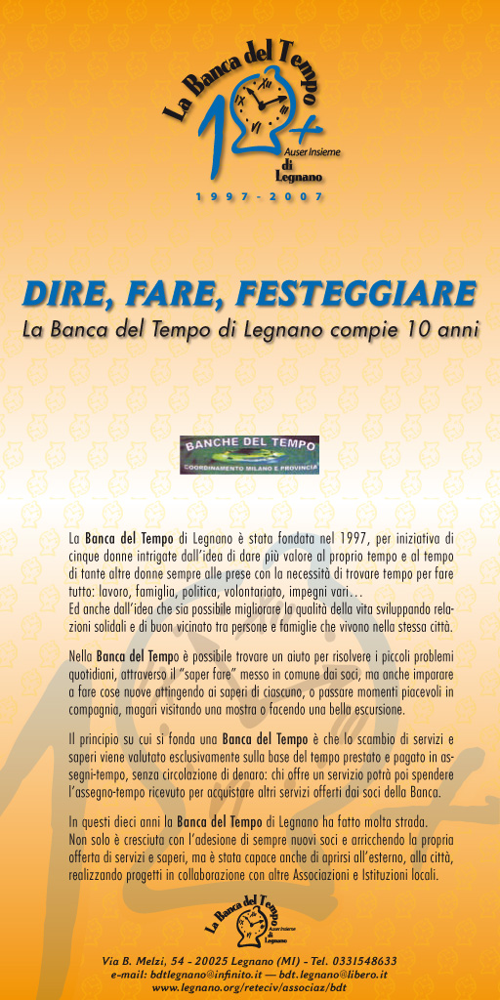 La Banca del Tempo
XII
IX
III
VI
10+
Auser Insieme
di
Legnano
1997-2007
DIRE, FARE, FESTEGGIARE
La Banca del Tempo di Legnano compie 10 anni
BANCHE DEL TEMPO
COORDINAMENTO MILANO E PROVINCIA
La Banca del Tempo di Legnano è stata fondata nel 1997, per iniziativa di
cinque donne intrigate dall’idea di dare più valore al proprio tempo e al tempo
di tante altre donne sempre alle prese con la necessità di trovare tempo per fare
tutto: lavoro, famiglia, politica, volontariato, impegni vari…
Ed anche dall’idea che sia possibile migliorare la qualità della vita sviluppando rela-
zioni solidali e di buon vicinato tra persone e famiglie che vivono nella stessa città.
Nella Banca del Tempo è possibile trovare un aiuto per risolvere i piccoli problemi
quotidiani, attraverso il “saper fare” messo in comune dai soci, ma anche imparare
a fare cose nuove attingendo ai saperi di ciascuno, o passare momenti piacevoli in
compagnia, magari visitando una mostra o facendo una bella escursione.
Il principio su cui si fonda una Banca del Tempo è che lo scambio di servizi e
saperi viene valutato esclusivamente sulla base del tempo prestato e pagato in as-
segni-tempo, senza circolazione di denaro: chi offre un servizio potrà poi spendere
l’assegno-tempo ricevuto per acquistare altri servizi offerti dai soci della Banca.
In questi dieci anni la Banca del Tempo di Legnano ha fatto molta strada.
Non solo è cresciuta con l’adesione di sempre nuovi soci e arricchendo la propria
offerta di servizi e saperi, ma è stata capace anche di aprirsi all’esterno, alla città,
realizzando progetti in collaborazione con altre Associazioni e Istituzioni locali.
La Banca del Tempo
Auser Insieme
di
Legnano
Via B. Melzi, 54 - 20025 Legnano (MI) - Tel. 0331548633
e-mail: bdtlegnano@infinito.it — bdt.legnano@libero.it
www.legnano.org/reteciv/associaz/bdt